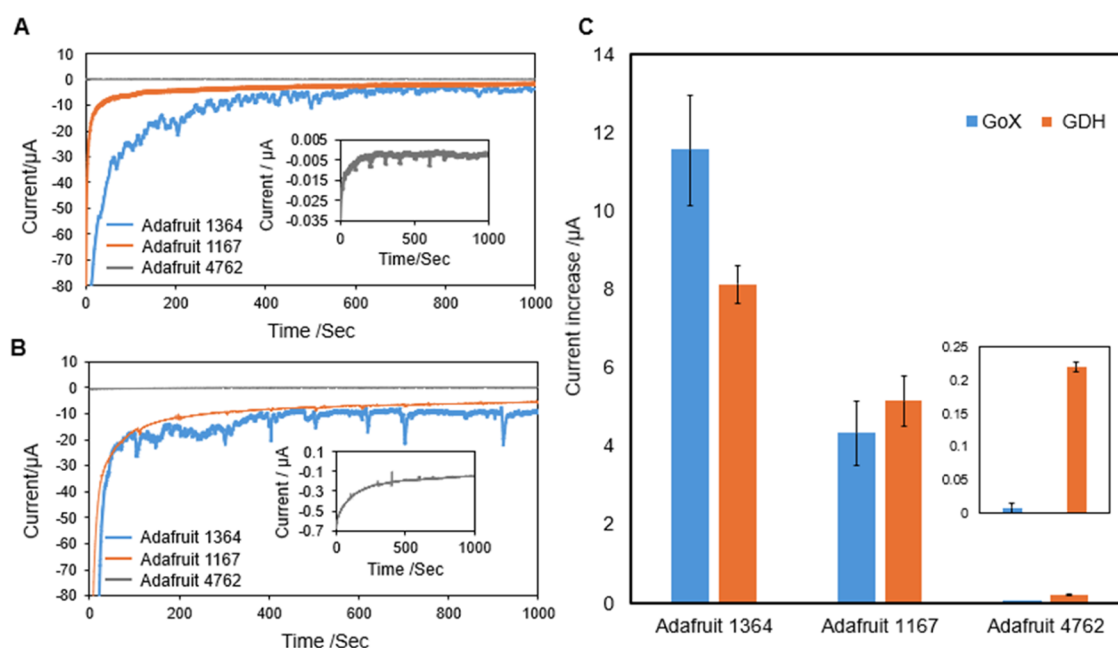 A
10
0
-10
-20
-30
-40
-50
-60
-70
-80
Current/µA
0
200
400
600
800
1000
Time /Sec
Adafruit 1364
Adafruit 1167
Adafruit 4762
0.005
-0.005
-0.015
-0.025
-0.035
Current / µA
0
500
1000
Time/Sec
B
10
0
-10
-20
-30
-40
-50
-60
-70
-80
Current/µA
0
200
400
600
800
1000
Time /Sec
Adafruit 1364
Adafruit 1167
Adafruit 4762
0.1
-0.1
-0.3
-0.5
-0.7
Current / µA
0
500
1000
Time /Sec
C
14
12
10
8
6
4
2
0
Current increase /µA
GoX
GDH
0.25
0.2
0.15
0.1
0.05
0
Adafruit 1364
Adafruit 1167
Adafruit 4762